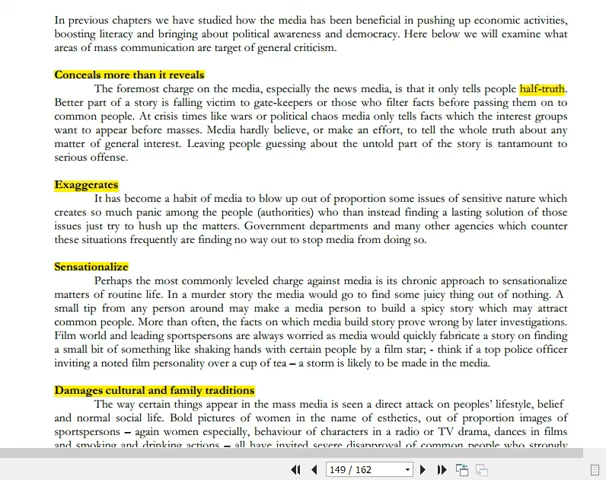 In previous chapters we have studied how the media has been beneficial in pushing up economic activities,
boosting literacy and bringing about political awareness and democracy. Here below we will examine what
areas of mass communication are target of general criticism.
Conceals more than it reveals
The foremost charge on the media, especially the news media, is that it only tells people half-truth.
Better part of a story is falling victim to gate-keepers or those who filter facts before passing them on to
common people. At crisis times like wars or political chaos media only tells facts which the interest groups
want to appear before masses. Media hardly believe, or make an effort, to tell the whole truth about any
matter of general interest. Leaving people guessing about the untold part of the story is tantamount to
serious offense.
Exaggerates
It has become a habit of media to blow up out of proportion some issues of sensitive nature which
creates so much panic among the people (authorities) who than instead finding a lasting solution of those
issues just try to hush up the matters. Government departments and many other agencies which counter
these situations frequently are finding no way out to stop media from doing so.
Sensationalize
Perhaps the most commonly leveled charge against media is its chronic approach to sensationalize
matters of routine life. In a murder story the media would go to find some juicy thing out of nothing. A
small tip from any person around may make a media person to build a spicy story which may attract
common people. More than often, the facts on which media build story prove wrong by later investigations.
Film world and leading sportspersons are always worried as media would quickly fabricate a story on finding
a small bit of something like shaking hands with certain people by a film star; - think if a top police officer
inviting a noted film personality over a cup of tea – a storm is likely to be made in the media.
Damages cultural and family traditions
The way certain things appear in the mass media is seen a direct attack on peoples' lifestyle, belief
and normal social life. Bold pictures of women in the name of esthetics, out of proportion images of
sportspersons – again women especially, behaviour of characters in a radio or TV drama, dances in films
and smoking and drinking actions – all have invited severe disapproval of common people who strongly
149 / 162